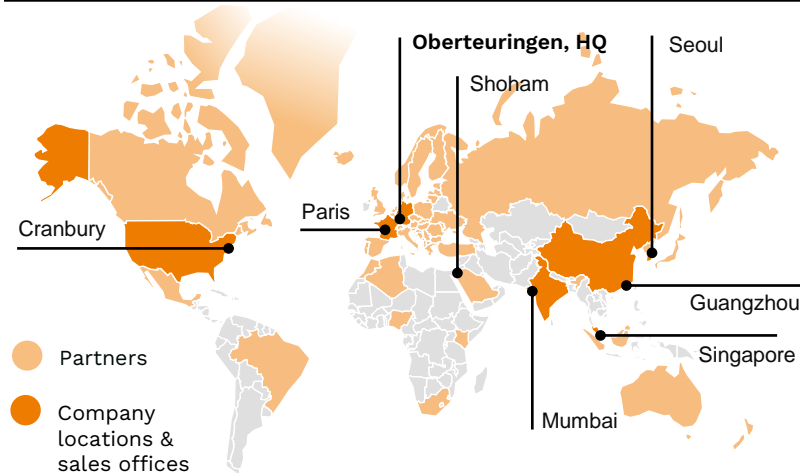 Oberteuringen, HQ
Seoul
Shoham
Paris
Cranbury
Guangzhou
Singapore
Mumbai
Partners
Company
locations &
sales offices